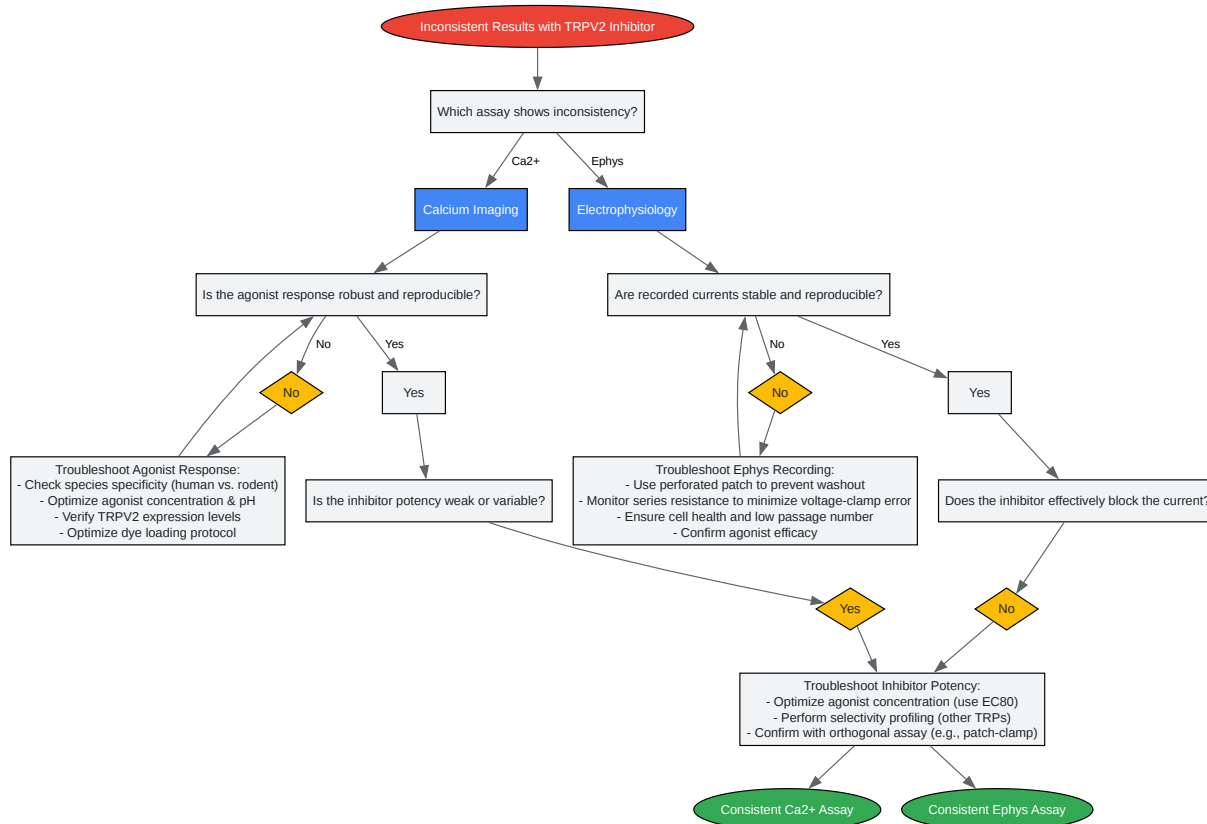 Inconsistent Results with TRPV2 Inhibitor
Which assay shows inconsistency?
Ca2+
Ephys
Calcium Imaging
Electrophysiology
Is the agonist response robust and reproducible?
Are recorded currents stable and reproducible?
No
Yes
No
Yes
No
Yes
No
Yes
Troubleshoot Agonist Response:
- Check species specificity (human vs. rodent)
- Optimize agonist concentration & pH
- Verify TRPV2 expression levels
- Optimize dye loading protocol
Is the inhibitor potency weak or variable?
Troubleshoot Ephys Recording:
- Use perforated patch to prevent washout
- Monitor series resistance to minimize voltage-clamp error
- Ensure cell health and low passage number
- Confirm agonist efficacy
Does the inhibitor effectively block the current?
Yes
No
Troubleshoot Inhibitor Potency:
- Optimize agonist concentration (use EC80)
- Perform selectivity profiling (other TRPs)
- Confirm with orthogonal assay (e.g., patch-clamp)
Consistent Ca2+ Assay
Consistent Ephys Assay